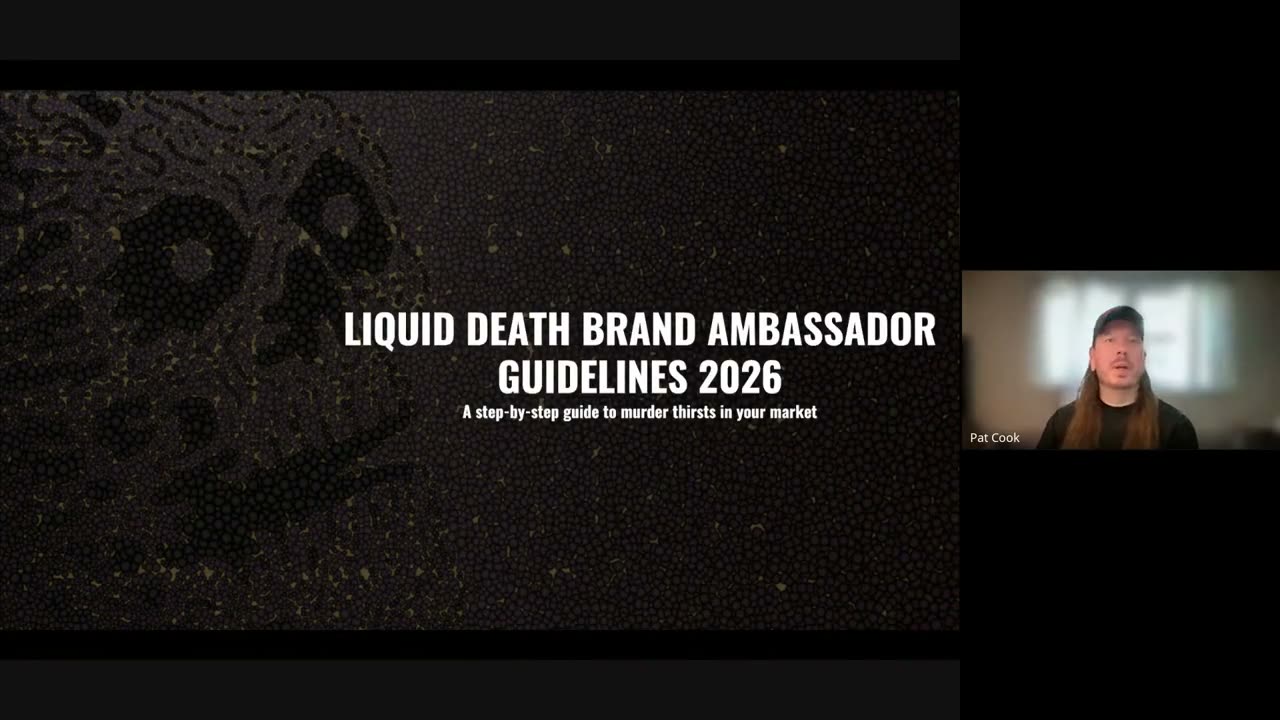 LIQUID DEATH BRAND AMBASSADOR
GUIDELINES 2026
A step-by-step guide to murder thirsts in your market
Pat Cook